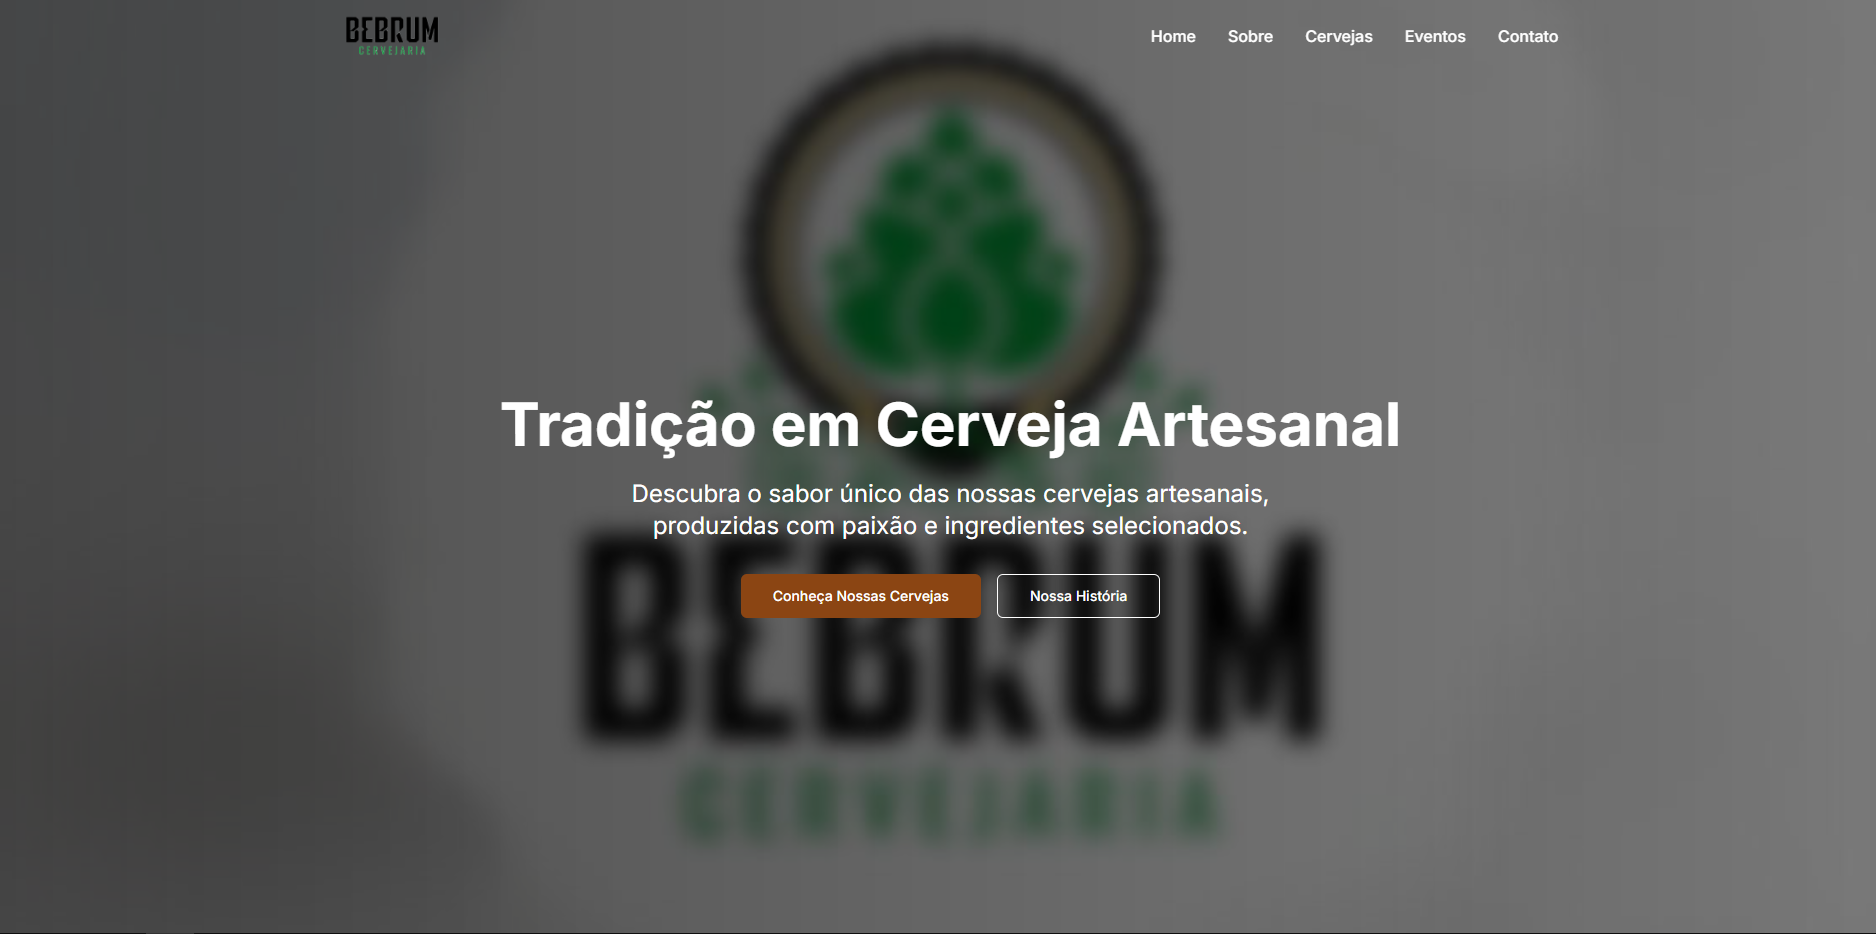 BEBRUM
CERVEJARIA
Home Sobre Cervejas Eventos Contato
Tradição em Cerveja Artesanal
Descubra o sabor único das nossas cervejas artesanais,
produzidas com paixão e ingredientes selecionados.
Conheça Nossas Cervejas Nossa História
BEBRUM
CERVEJARIA